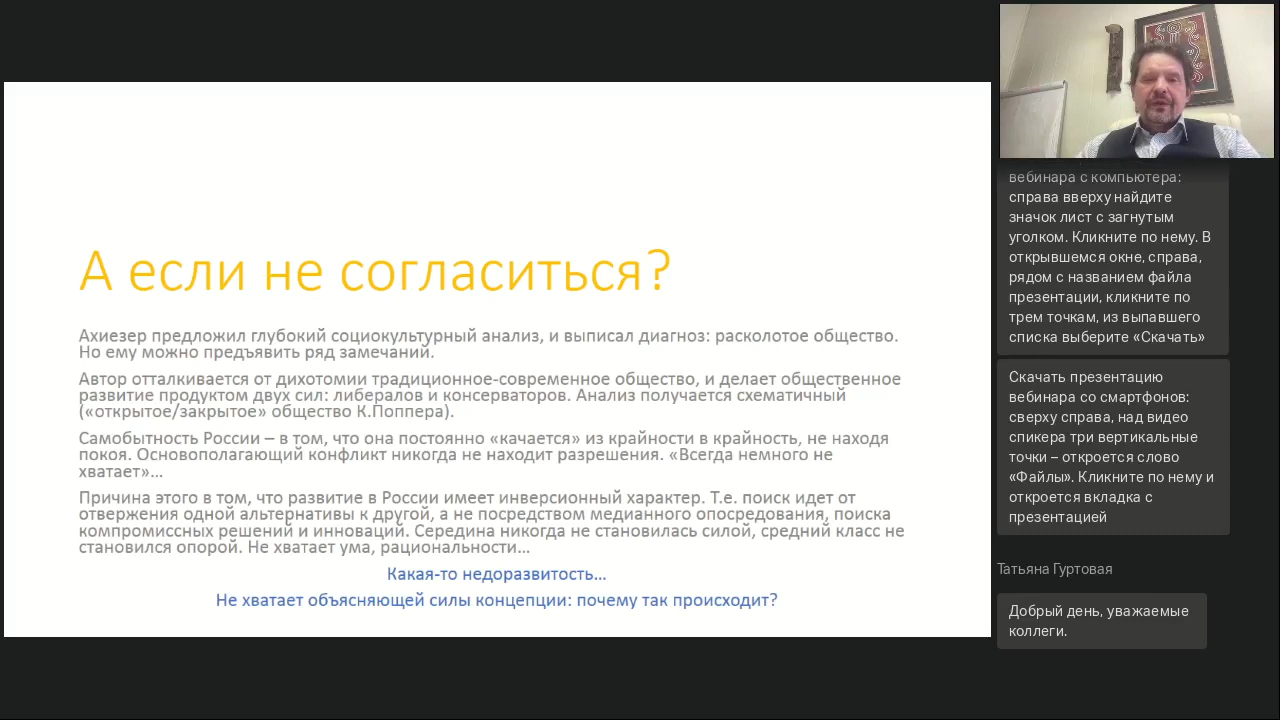 А если не согласиться?
Ахиезер предложил глубокий социокультурный анализ, и выписал диагноз: расколотое общество.
Но ему можно предъявить ряд замечаний.
Автор отталкивается от дихотомии традиционное-современное общество, и делает общественное
развитие продуктом двух сил: либералов и консерваторов. Анализ получается схематичный
(«открытое/закрытое» общество К.Поппера).
Самобытность России – в том, что она постоянно «качается» из крайности в крайность, не находя
покоя. Основополагающий конфликт никогда не находит разрешения. «Всегда немного не
хватает»...
Причина этого в том, что развитие в России имеет инверсионный характер. Т.е. поиск идет от
отвержения одной альтернативы к другой, а не посредством медианного опосредования, поиска
компромиссных решений и инноваций. Середина никогда не становилась силой, средний класс не
становился опорой. Не хватает ума, рациональности...
Какая-то недоразвитость...
Не хватает объясняющей силы концепции: почему так происходит?
вебинара с компьютера:
справа вверху найдите
значок лист с загнутым
уголком. Кликните по нему. В
открывшемся окне, справа,
рядом с названием файла
презентации, кликните по
трем точкам, из выпавшего
списка выберите «Скачать»
Скачать презентацию
вебинара со смартфонов:
сверху справа, над видео
спикера три вертикальные
точки – откроется слово
«Файлы». Кликните по нему и
откроется вкладка с
презентацией
Татьяна Гуртовая
Добрый день, уважаемые
коллеги.